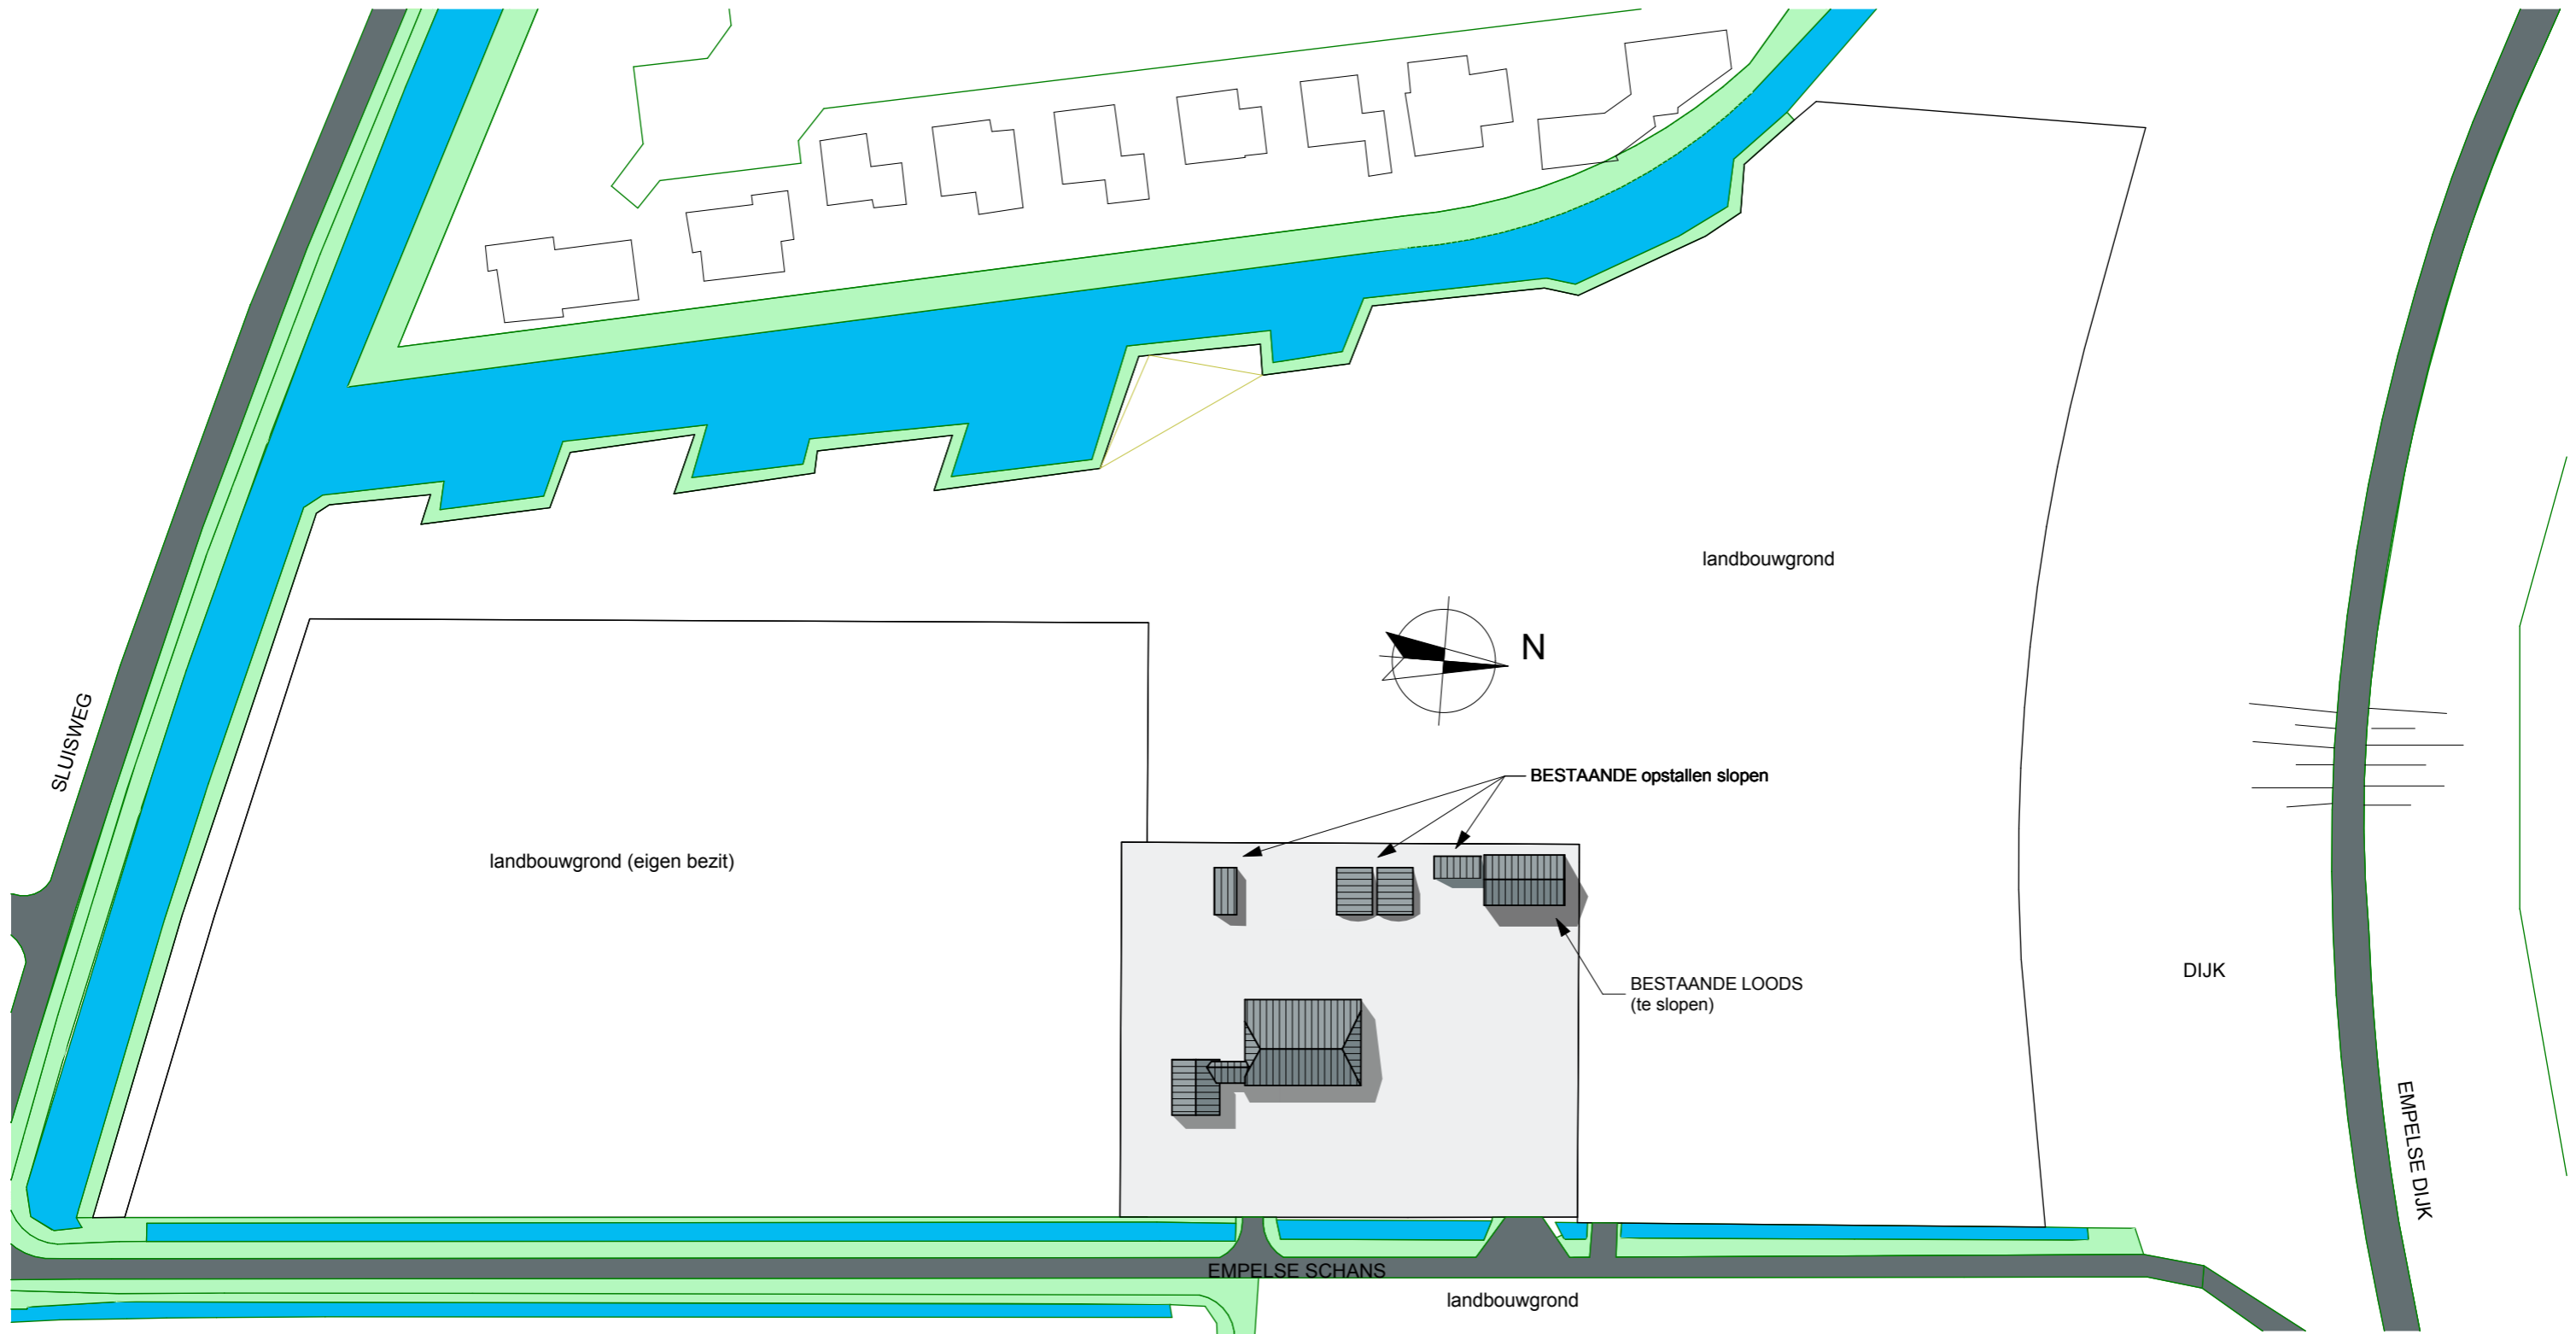 landbouwgrond
N
SLUISWEG
BESTAANDE opstallen slopen
landbouwgrond (eigen bezit)
DIJK
BESTAANDE LOODS
(te slopen)
EMPELSE DIJK
EMPELSE SCHANS
landbouwgrond